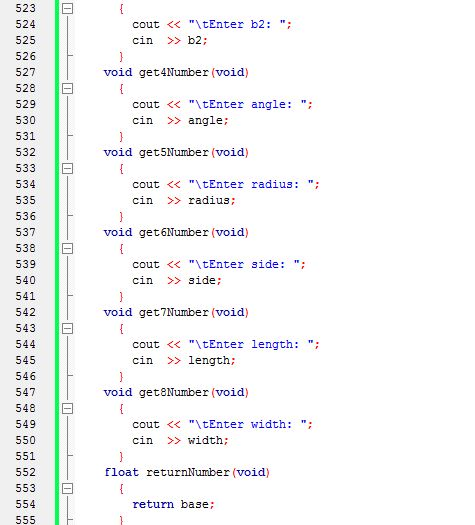 523 {
524 cout << "\tEnter b2: ";
525 cin >> b2;
526 }
527 void get4Number(void)
528 {
529 cout << "\tEnter angle: ";
530 cin >> angle;
531 }
532 void get5Number(void)
533 {
534 cout << "\tEnter radius: ";
535 cin >> radius;
536 }
537 void get6Number(void)
538 {
539 cout << "\tEnter side: ";
540 cin >> side;
541 }
542 void get7Number(void)
543 {
544 cout << "\tEnter length: ";
545 cin >> length;
546 }
547 void get8Number(void)
548 {
549 cout << "\tEnter width: ";
550 cin >> width;
551 }
552 float returnNumber(void)
553 {
554 return base;
555 }